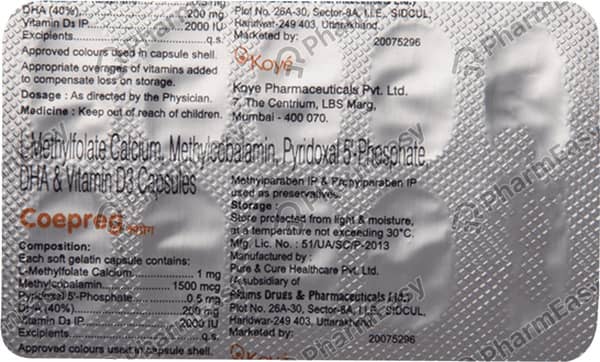 DHA (40%)................ 200 mg
Vitamin D3 IP................ 2000 IU
Excipients................q.s.
Approved colours used in capsule shell.
Appropriate overages of vitamins added
to compensate loss on storage.
Dosage : As directed by the Physician.
Medicine : Keep out of reach of children.
Plot No. 26A-30, Sector-8A, I.I.E., SIDCUL,
Haridwar-249 403, Uttarakhand.
Marketed by:
20075296
Koyé
Koye Pharmaceuticals Pvt. Ltd.
7, The Centrium, LBS Marg,
Mumbai - 400 070.
L-Methylfolate Calcium, Methylcobalamin, Pyridoxal 5'-Phosphate,
DHA & Vitamin D3 Capsules
Coepreg
Composition:
Each soft gelatin capsule contains:
L-Methylfolate Calcium................ 1 mg
Methylcobalamin................ 1500 mcg
Pyridoxal 5'-Phosphate................ 0.5 mg
DHA (40%)................ 200 mg
Vitamin D3 IP................ 2000 IU
Excipients................q.s.
Approved colours used in capsule shell.
Methylparaben IP & Propylparaben IP
used as preservatives.
Storage :
Store protected from light & moisture,
at a temperature not exceeding 30°C.
Mfg. Lic. No. : 51/UA/SC/P-2013
Manufactured by :
Pure & Cure Healthcare Pvt. Ltd.
(A subsidiary of
Akums Drugs & Pharmaceuticals Ltd.)
Plot No. 26A-30, Sector-8A, I.I.E., SIDCUL,
Haridwar-249 403, Uttarakhand.
Marketed by:
20075296
Koyé
PharmEasy
PharmEasy
PharmEasy
PharmEasy